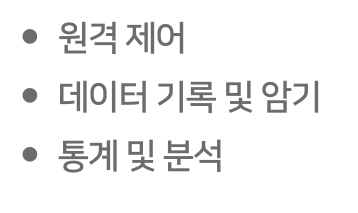 • 원격 제어
• 데이터 기록 및 암기
• 통계 및 분석